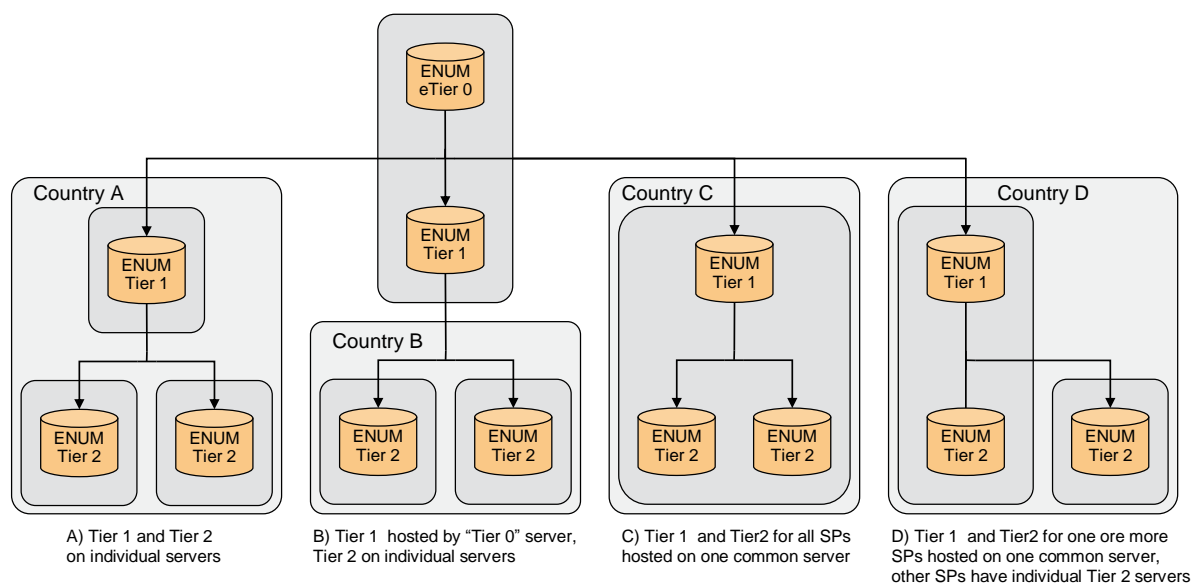 ENUM
eTier 0
Country A
ENUM
Tier 1
ENUM
Tier 2
ENUM
Tier 2
ENUM
Tier 1
Country B
ENUM
Tier 2
ENUM
Tier 2
Country C
ENUM
Tier 1
ENUM
Tier 2
ENUM
Tier 2
Country D
ENUM
Tier 1
ENUM
Tier 2
ENUM
Tier 2
A) Tier 1 and Tier 2
on individual servers
B) Tier 1 hosted by “Tier 0” server,
Tier 2 on individual servers
C) Tier 1 and Tier2 for all SPs
hosted on one common server
D) Tier 1 and Tier2 for one ore more
SPs hosted on one common server,
other SPs have individual Tier 2 servers